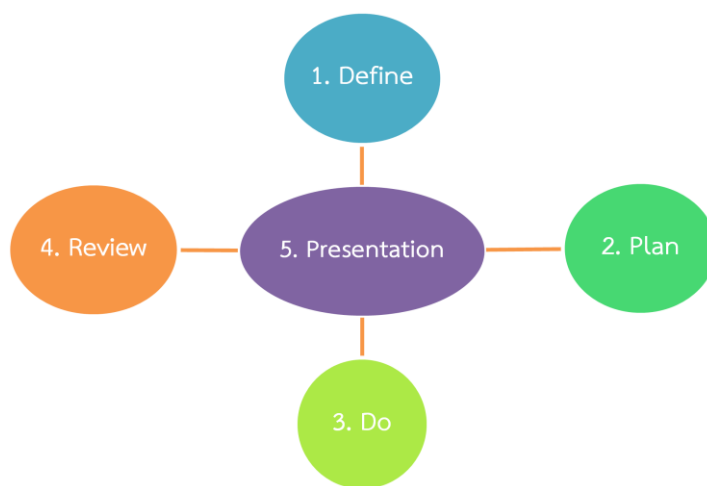 1. Define
2. Plan
3. Do
4. Review
5. Presentation